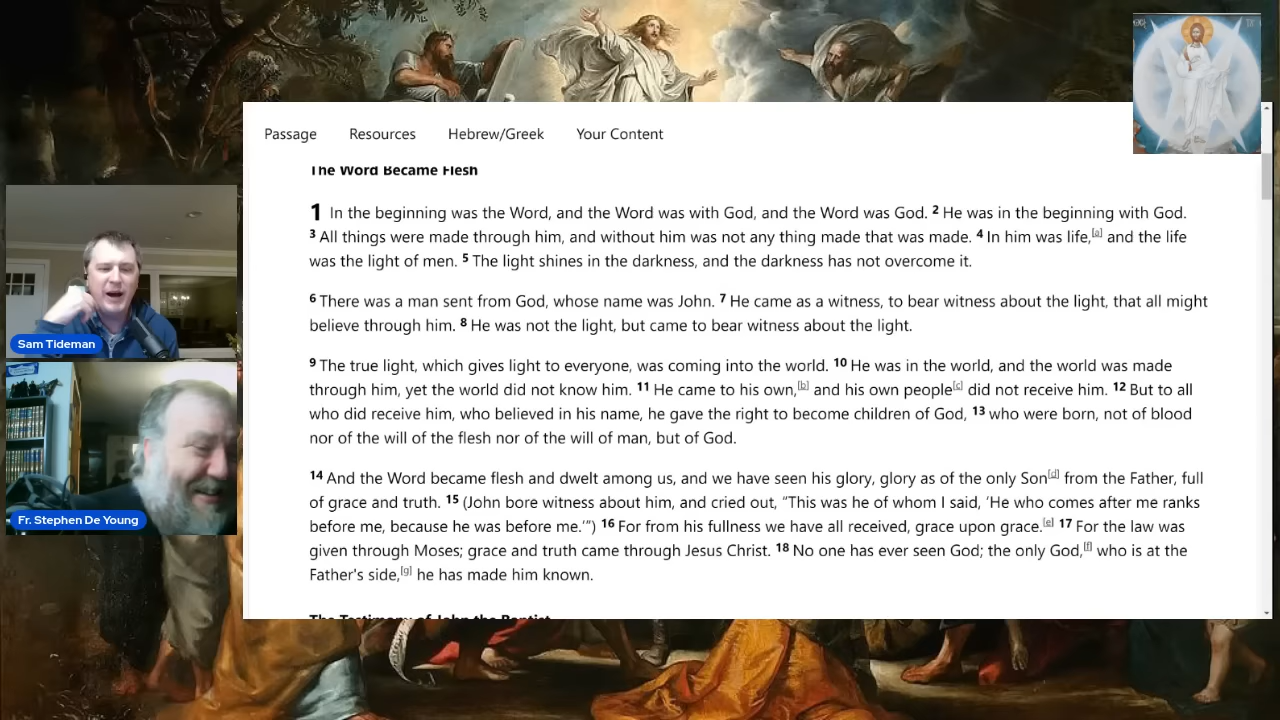 Passage Resources Hebrew/Greek Your Content
The Word Became Flesh
1 In the beginning was the Word, and the Word was with God, and the Word was God. 2 He was in the beginning with God.
3 All things were made through him, and without him was not any thing made that was made. 4 In him was life,[a] and the life
was the light of men. 5 The light shines in the darkness, and the darkness has not overcome it.
6 There was a man sent from God, whose name was John. 7 He came as a witness, to bear witness about the light, that all might
believe through him. 8 He was not the light, but came to bear witness about the light.
9 The true light, which gives light to everyone, was coming into the world. 10 He was in the world, and the world was made
through him, yet the world did not know him. 11 He came to his own,[b] and his own people[c] did not receive him. 12 But to all
who did receive him, who believed in his name, he gave the right to become children of God, 13 who were born, not of blood
nor of the will of the flesh nor of the will of man, but of God.
14 And the Word became flesh and dwelt among us, and we have seen his glory, glory as of the only Son[d] from the Father, full
of grace and truth. 15 (John bore witness about him, and cried out, “This was he of whom I said, ‘He who comes after me ranks
before me, because he was before me.’”) 16 For from his fullness we have all received, grace upon grace.[e] 17 For the law was
given through Moses; grace and truth came through Jesus Christ. 18 No one has ever seen God; the only God,[f] who is at the
Father's side,[g] he has made him known.
The Testimony of John the Baptist
Sam Tideman
Fr. Stephen De Young